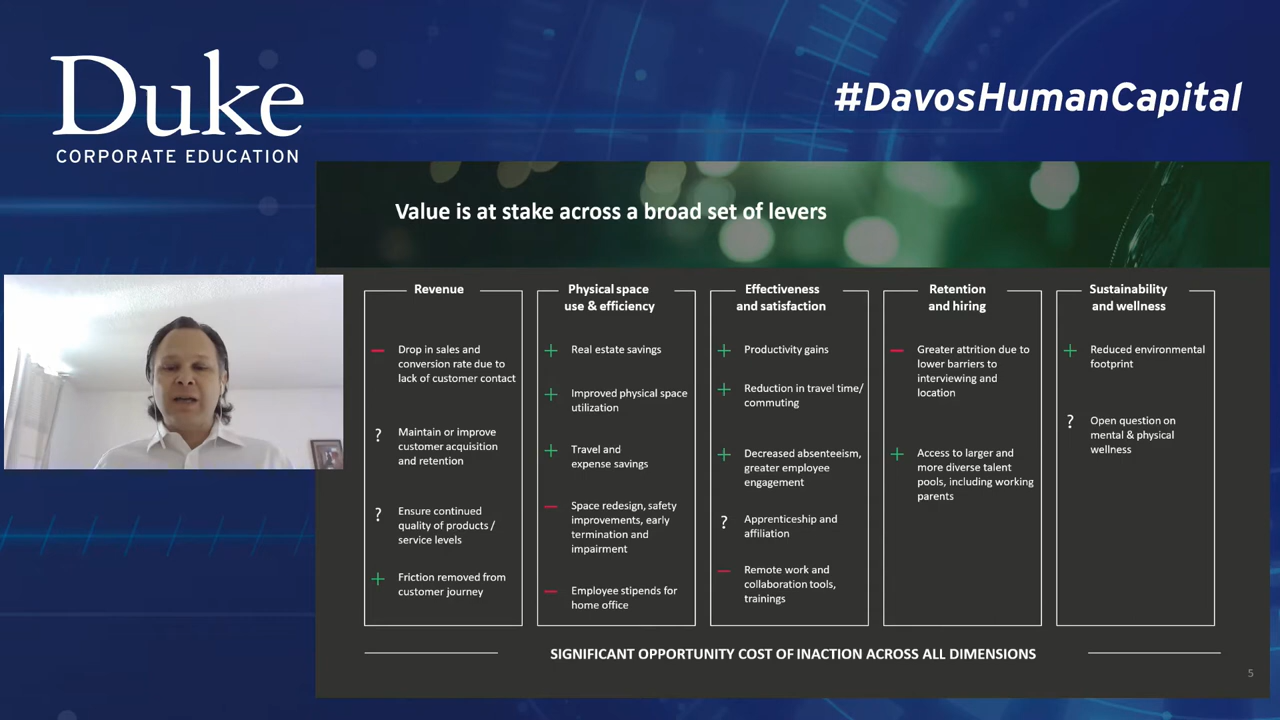 Duke
CORPORATE EDUCATION
#DavosHumanCapital
Value is at stake across a broad set of levers
Revenue
− Drop in sales and
conversion rate due to
lack of customer contact
? Maintain or improve
customer acquisition
and retention
? Ensure continued
quality of products /
service levels
+ Friction removed from
customer journey
Physical space
use & efficiency
+ Real estate savings
+ Improved physical space
utilization
+ Travel and
expense savings
− Space redesign, safety
improvements, early
termination and
impairment
− Employee stipends for
home office
Effectiveness
and satisfaction
+ Productivity gains
+ Reduction in travel time/
commuting
+ Decreased absenteeism,
greater employee
engagement
? Apprenticeship and
affiliation
− Remote work and
collaboration tools,
trainings
Retention
and hiring
− Greater attrition due to
lower barriers to
interviewing and
location
+ Access to larger and
more diverse talent
pools, including working
parents
Sustainability
and wellness
+ Reduced environmental
footprint
? Open question on
mental & physical
wellness
SIGNIFICANT OPPORTUNITY COST OF INACTION ACROSS ALL DIMENSIONS
5